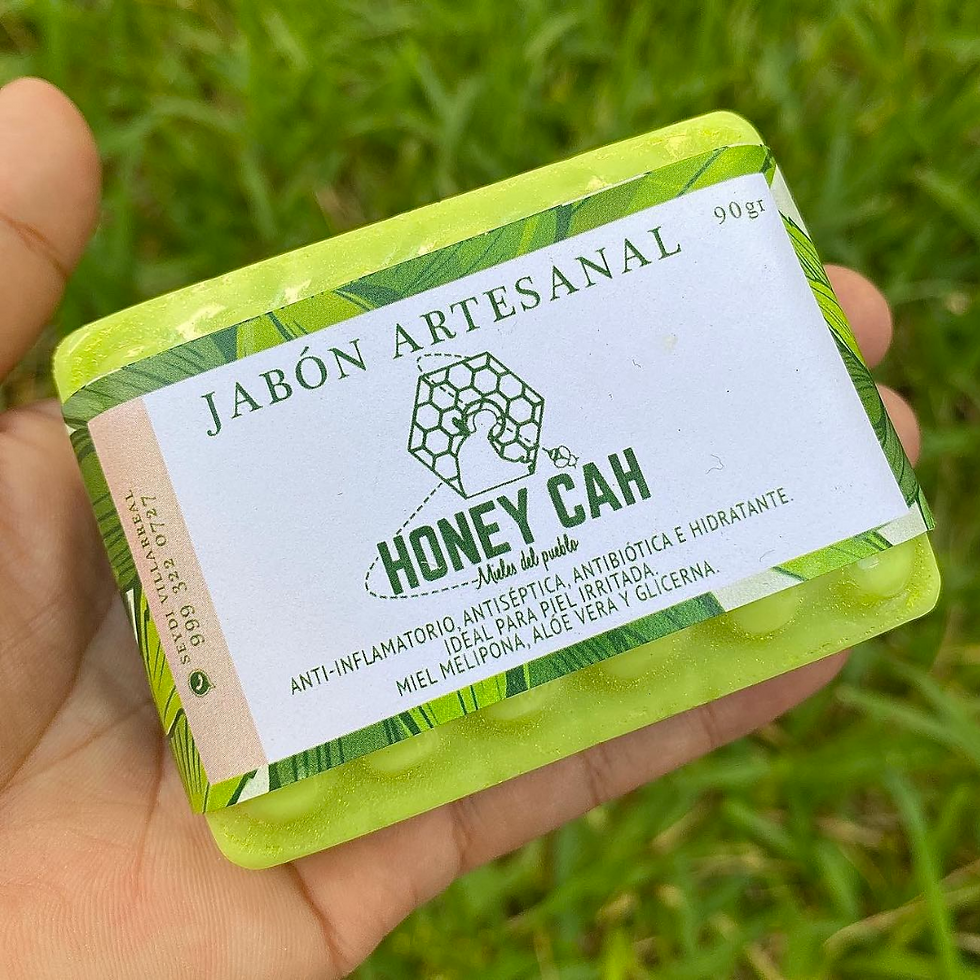 90gr
JABÓN ARTESANAL
HONEY CAH
Mieles del pueblo
ANTI-INFLAMATORIO, ANTISÉPTICA, ANTIBIÓTICA E HIDRATANTE.
IDEAL PARA PIEL IRRITADA.
MIEL MELIPONA, ALOE VERA Y GLICERNA.
SEYDI VILLARREAL
999 322 0727